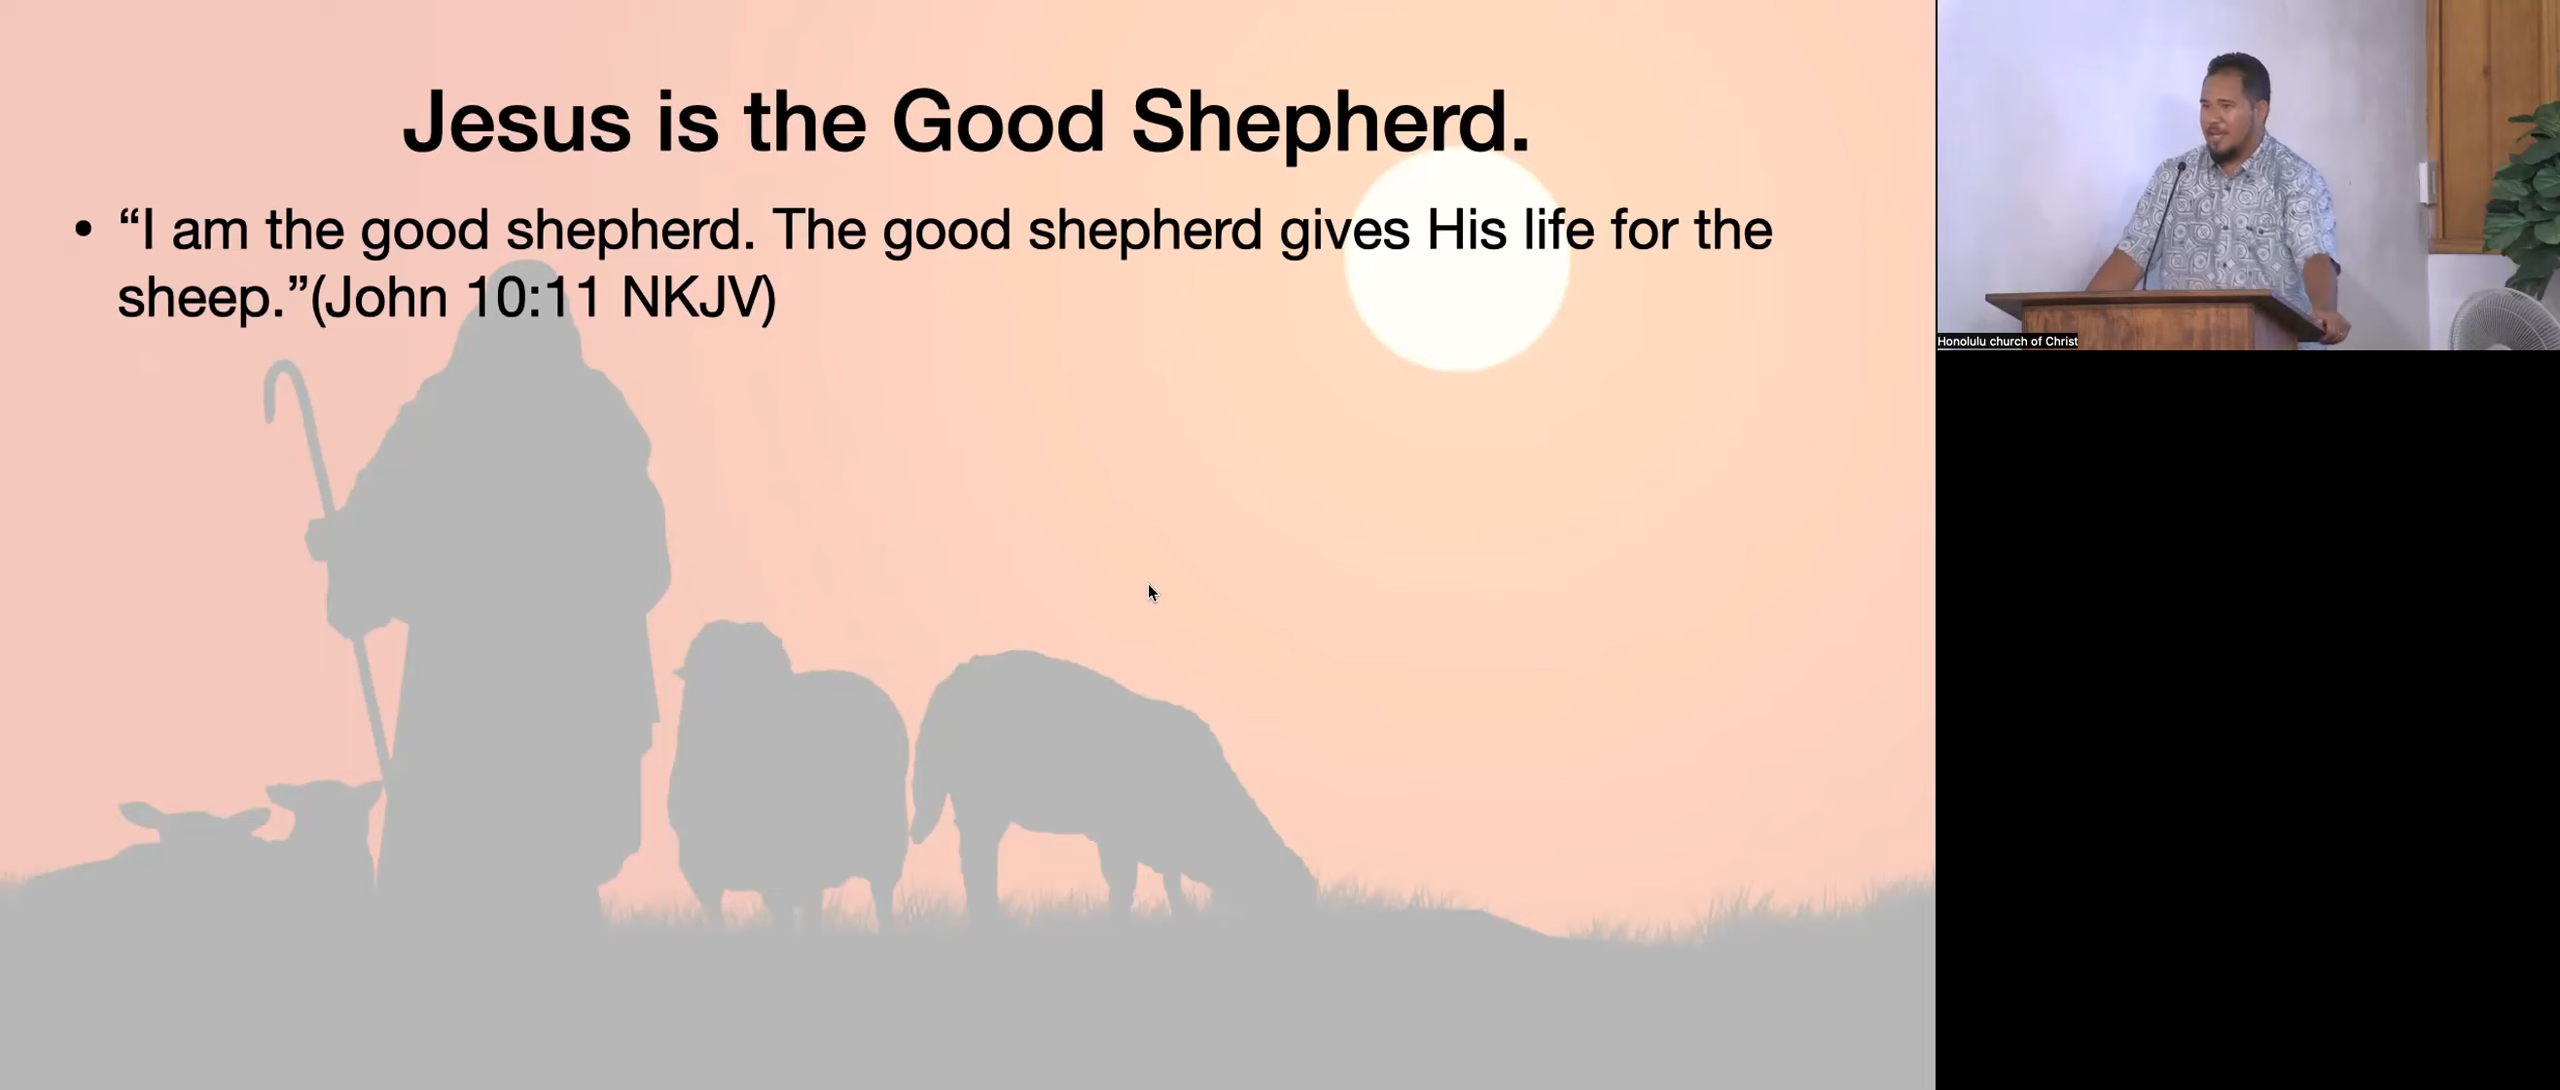 Jesus is the Good Shepherd.
• “I am the good shepherd. The good shepherd gives His life for the
sheep.”(John 10:11 NKJV)
Honolulu church of Christ